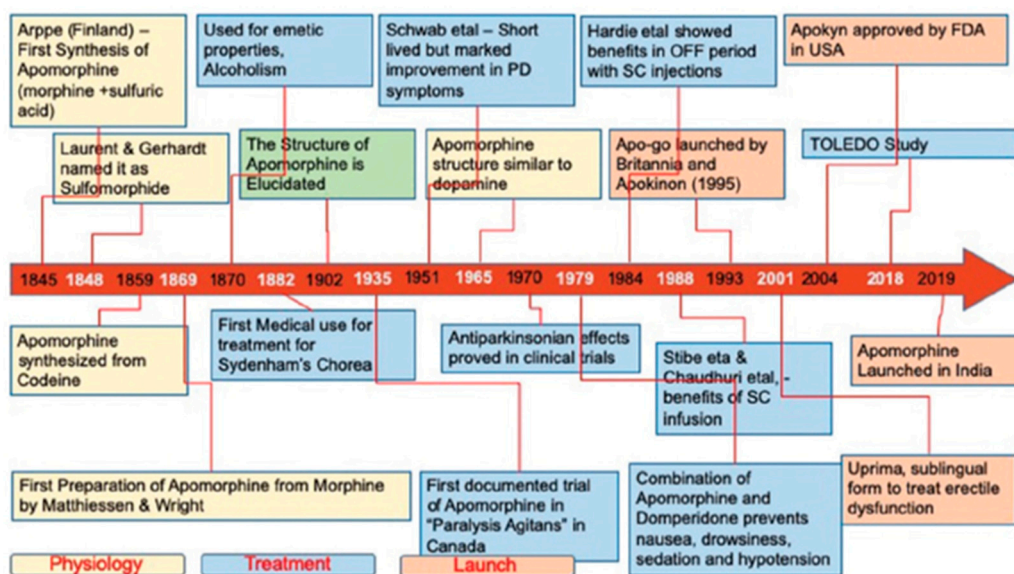 Arppe (Finland) –
First Synthesis of
Apomorphine
(morphine +sulfuric
acid)
Used for emetic
properties,
Alcoholism
Schwab etal – Short
lived but marked
improvement in PD
symptoms
Hardie etal showed
benefits in OFF period
with SC injections
Apokyn approved by FDA
in USA
Laurent & Gerhardt
named it as
Sulfomorphide
The Structure of
Apomorphine is
Elucidated
Apomorphine
structure similar to
dopamine
Apo-go launched by
Britannia and
Apokinon (1995)
TOLEDO Study
1845 1848 1859 1869 1870 1882 1902 1935 1951 1965 1970 1979 1984 1988 1993 2001 2004 2018 2019
Apomorphine
synthesized from
Codeine
First Medical use for
treatment for
Sydenham's Chorea
Antiparkinsonian effects
proved in clinical trials
Stibe eta &
Chaudhuri etal, -
benefits of SC
infusion
Apomorphine
Launched in India
First Preparation of Apomorphine from Morphine
by Matthiessen & Wright
First documented trial
of Apomorphine in
"Paralysis Agitans" in
Canada
Combination of
Apomorphine and
Domperidone prevents
nausea, drowsiness,
sedation and hypotension
Uprima, sublingual
form to treat erectile
dysfunction
Physiology
Treatment
Launch